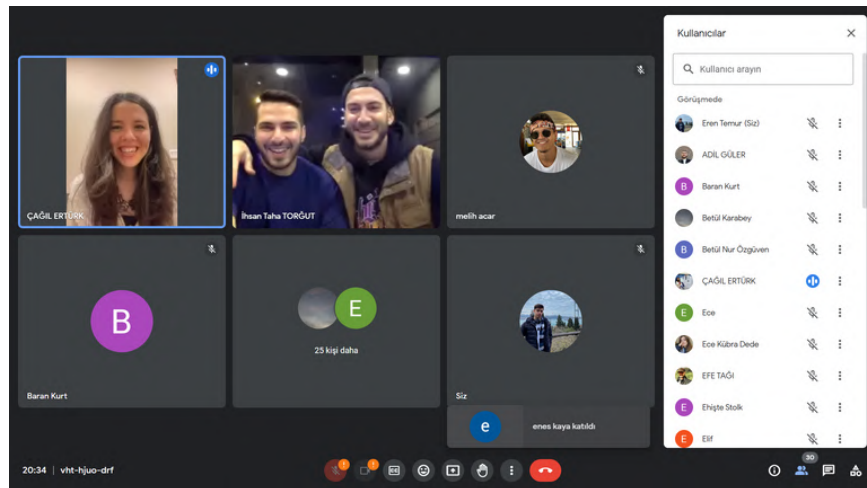 ÇAĞIL ERTÜRK
İhsan Taha TORĞUT
melih acar
B
Baran Kurt
E
25 kişi daha
Siz
e
enes kaya katıldı
20:34 | vht-hjuo-drf
Kullanıcılar
Kullanıcı arayın
Görüşmede
Eren Temur (Siz)
ADİL GÜLER
B Baran Kurt
Betül Karabey
B Betül Nur Özgüven
ÇAĞIL ERTÜRK
E Ece
Ece Kübra Dede
EFE TAĞI
E Ehişte Stolk
E Elif
30